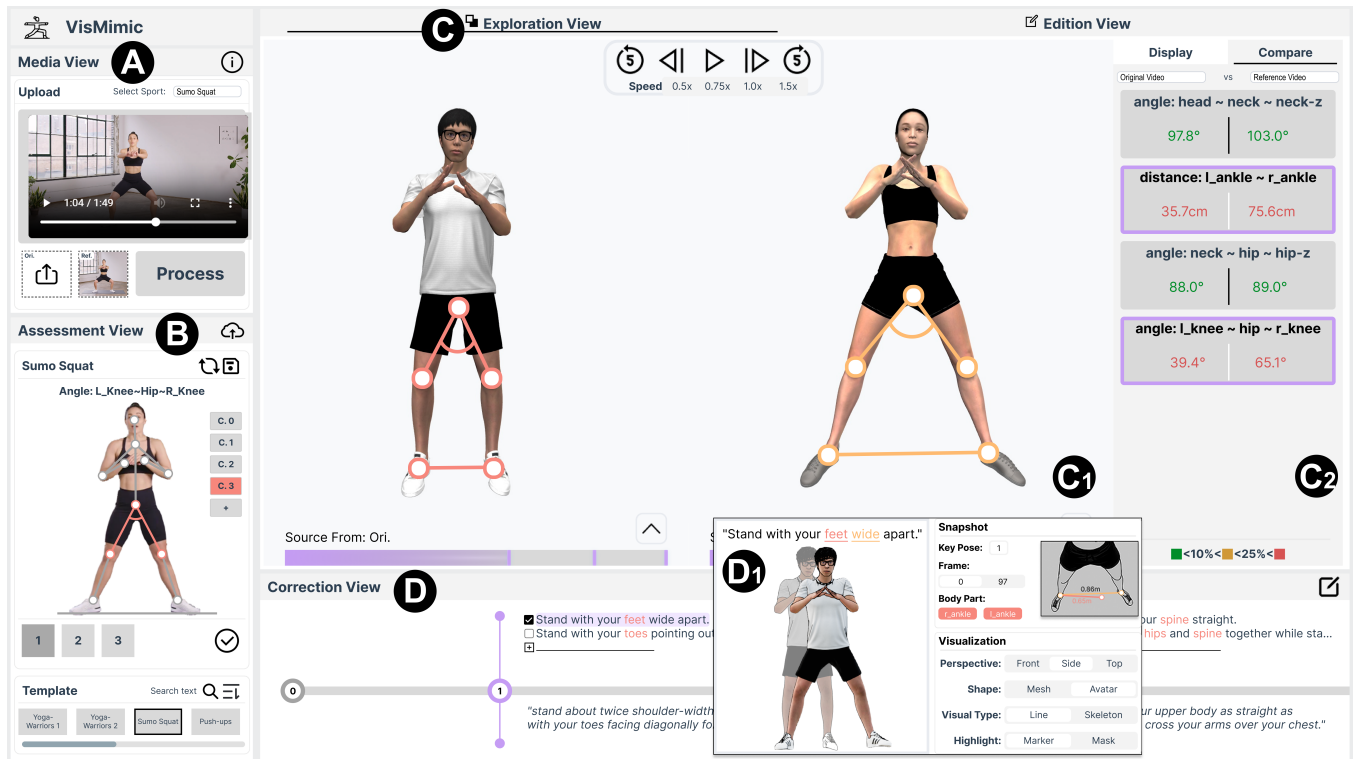 VisMimic
Media View
A
Upload
Select Sport:
Sumo Squat
1:04 / 1:49
Ori.
Ref.
Process
Assessment View
B
Sumo Squat
Angle: L_Knee~Hip~R_Knee
C. 0
C. 1
C. 2
C. 3
+
1
2
3
Template
Search text
Yoga-
Warriors 1
Yoga-
Warriors 2
Sumo Squat
Push-ups
C
Exploration View
Edition View
5
5
Speed 0.5x 0.75x 1.0x 1.5x
C1
Source From: Ori.
Display
Compare
Original Video
vs
Reference Video
angle: head ~ neck ~ neck-z
97.8°
103.0°
distance: l_ankle ~ r_ankle
35.7cm
75.6cm
angle: neck ~ hip ~ hip-z
88.0°
89.0°
angle: l_knee ~ hip ~ r_knee
39.4°
65.1°
C2
<10%< <25%<
Correction View
D
Stand with your feet wide apart.
Stand with your toes pointing out
0
1
"stand about twice shoulder-width
with your toes facing diagonally fo
D1
"Stand with your feet wide apart."
Snapshot
Key Pose: 1
Frame:
0
97
Body Part:
r_ankle
l_ankle
0.86m
Visualization
Perspective: Front Side Top
Shape: Mesh Avatar
Visual Type: Line Skeleton
Highlight: Marker Mask
our spine straight.
hips and spine together while sta...
ur upper body as straight as
cross your arms over your chest."